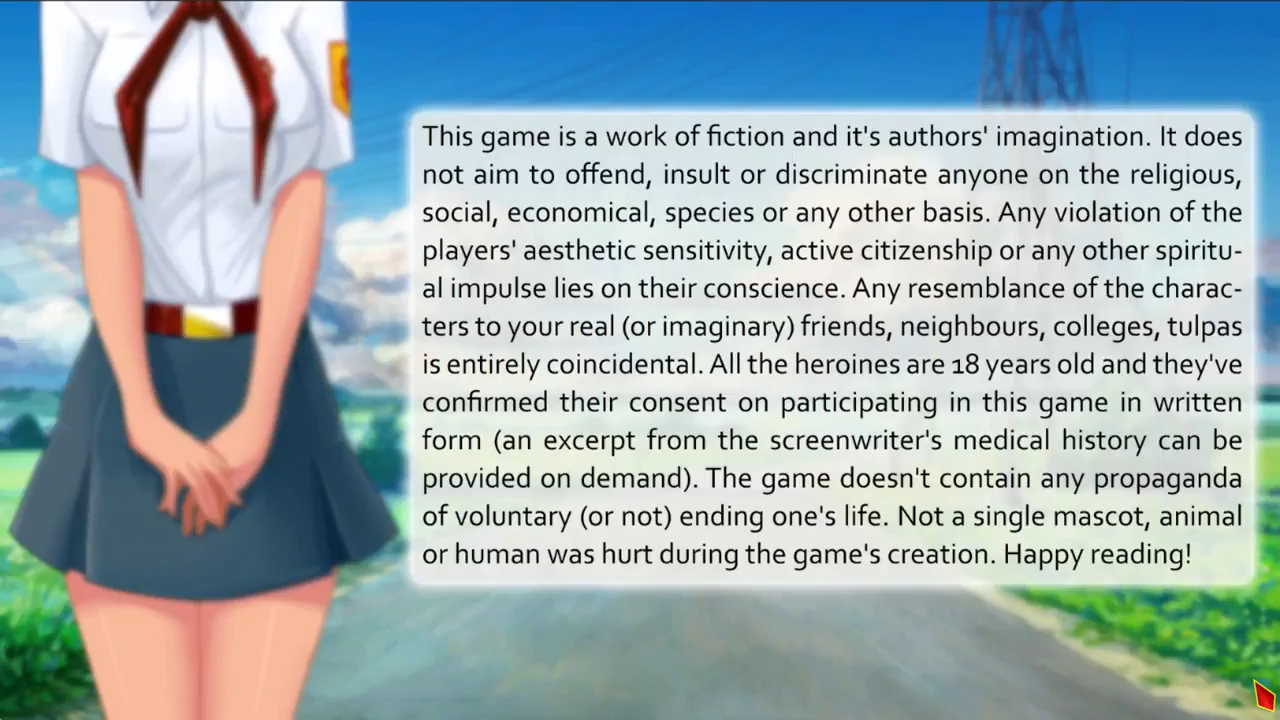 This game is a work of fiction and it's authors' imagination. It does
not aim to offend, insult or discriminate anyone on the religious,
social, economical, species or any other basis. Any violation of the
players' aesthetic sensitivity, active citizenship or any other spiritu-
al impulse lies on their conscience. Any resemblance of the charac-
ters to your real (or imaginary) friends, neighbours, colleges, tulpas
is entirely coincidental. All the heroines are 18 years old and they've
confirmed their consent on participating in this game in written
form (an excerpt from the screenwriter's medical history can be
provided on demand). The game doesn't contain any propaganda
of voluntary (or not) ending one's life. Not a single mascot, animal
or human was hurt during the game's creation. Happy reading!